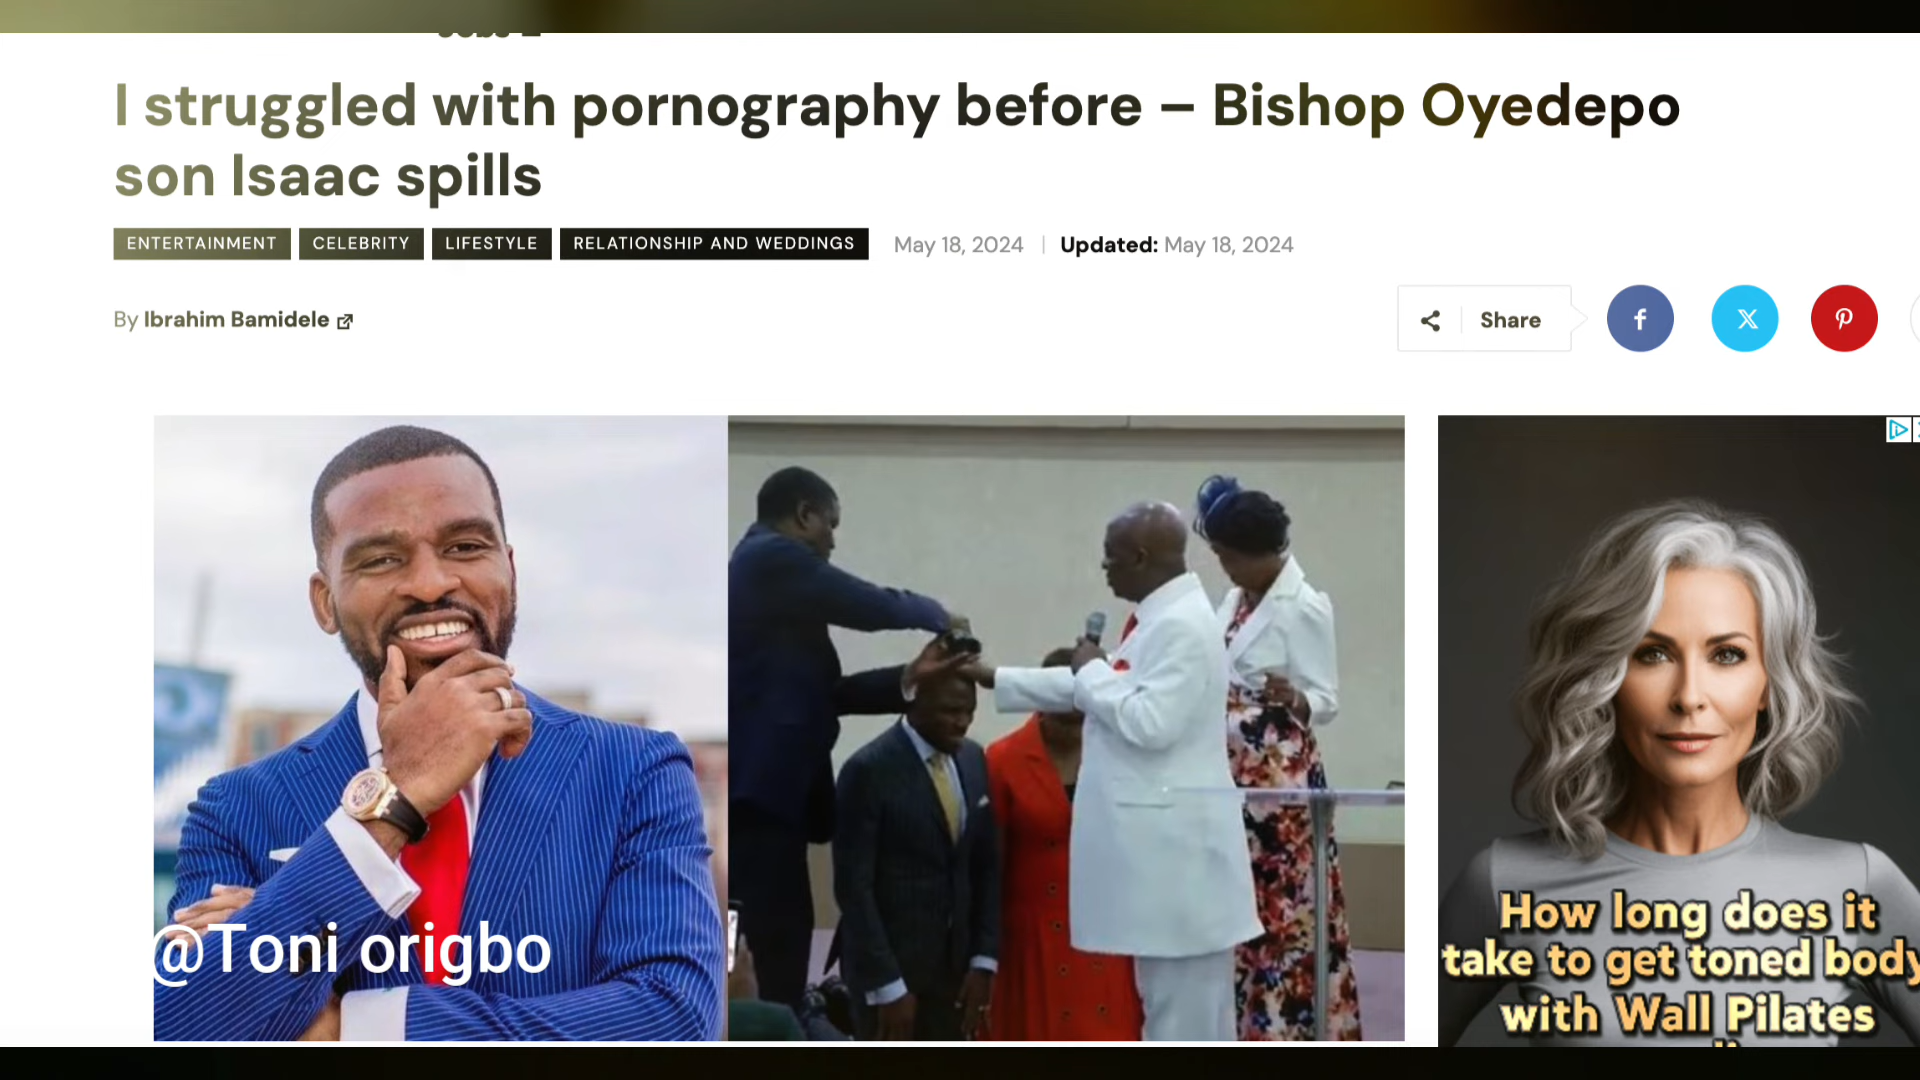 I struggled with pornography before – Bishop Oyedepo
son Isaac spills
ENTERTAINMENT CELEBRITY LIFESTYLE RELATIONSHIP AND WEDDINGS May 18, 2024 | Updated: May 18, 2024
By Ibrahim Bamidele
Share
@Toni origbo
How long does it
take to get toned body
with Wall Pilates